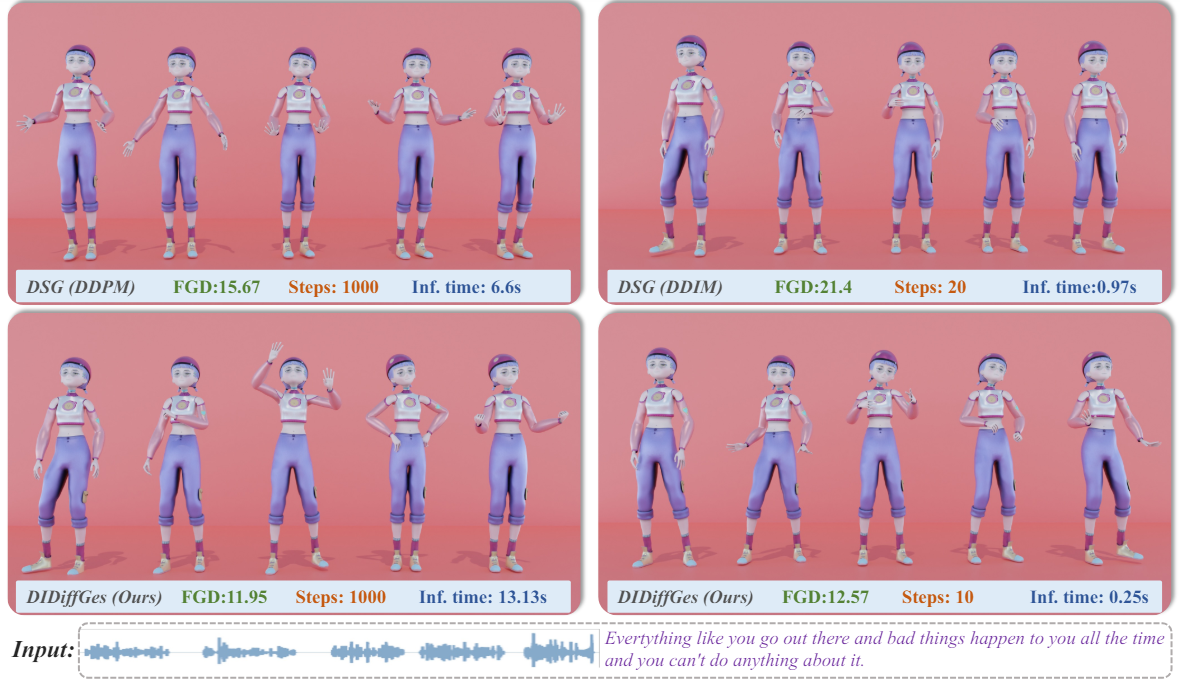 DSG (DDPM) FGD:15.67 Steps: 1000 Inf. time: 6.6s
DSG (DDIM) FGD:21.4 Steps: 20 Inf. time:0.97s
DIDiffGes (Ours) FGD:11.95 Steps: 1000 Inf. time: 13.13s
DIDiffGes (Ours) FGD:12.57 Steps: 10 Inf. time: 0.25s
Input:
Evertything like you go out there and bad things happen to you all the time
and you can't do anything about it.